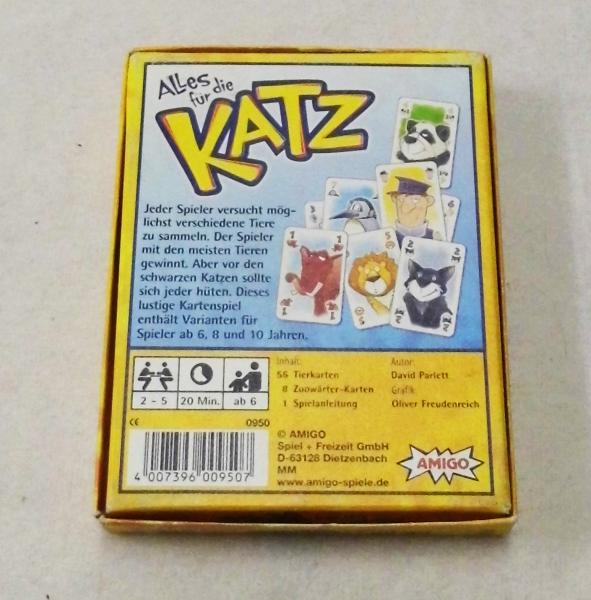 Alles
für die
KATZ
Jeder Spieler versucht mög-
lichst verschiedene Tiere
zu sammeln. Der Spieler
mit den meisten Tieren
gewinnt. Aber vor den
schwarzen Katzen sollte
sich jeder hüten. Dieses
lustige Kartenspiel
enthält Varianten für
Spieler ab 6, 8 und 10 Jahren.
2 - 5
20 Min.
ab 6
Inhalt:
56 Tierkarten
8 Zoowärter-Karten
1 Spielanleitung
Autor:
David Parlett
Grafik:
Oliver Freudenreich
CE
0950
4 007396 009507
© AMIGO
Spiel + Freizeit GmbH
D-63128 Dietzenbach
MM
www.amigo-spiele.de
AMIGO